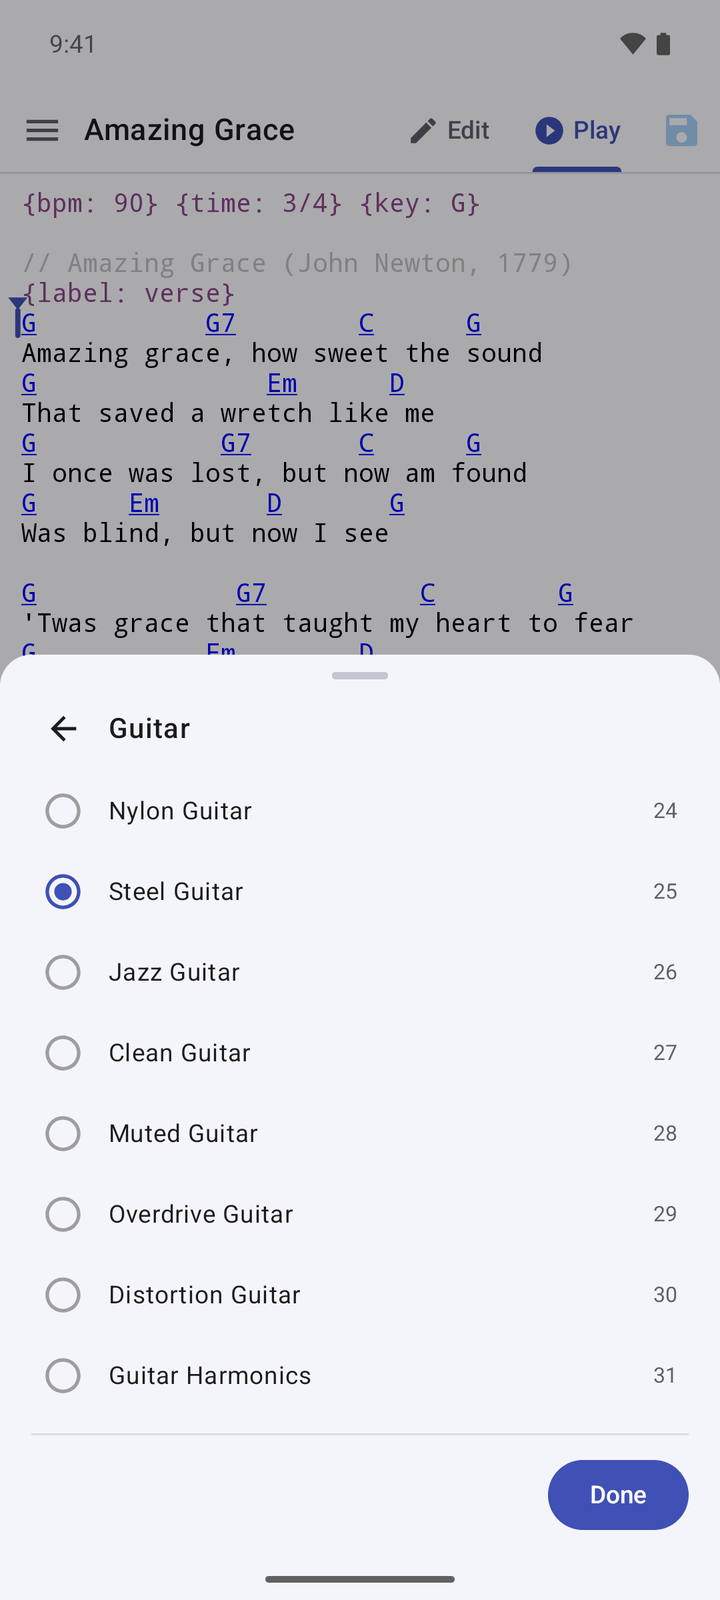 9:41
Amazing Grace Edit Play
{bpm: 90} {time: 3/4} {key: G}
// Amazing Grace (John Newton, 1779)
{label: verse}
G G7 C G
Amazing grace, how sweet the sound
G Em D
That saved a wretch like me
G G7 C G
I once was lost, but now am found
G Em D G
Was blind, but now I see
G G7 C G
'Twas grace that taught my heart to fear
G Em D
Guitar
Nylon Guitar 24
Steel Guitar 25
Jazz Guitar 26
Clean Guitar 27
Muted Guitar 28
Overdrive Guitar 29
Distortion Guitar 30
Guitar Harmonics 31
Done